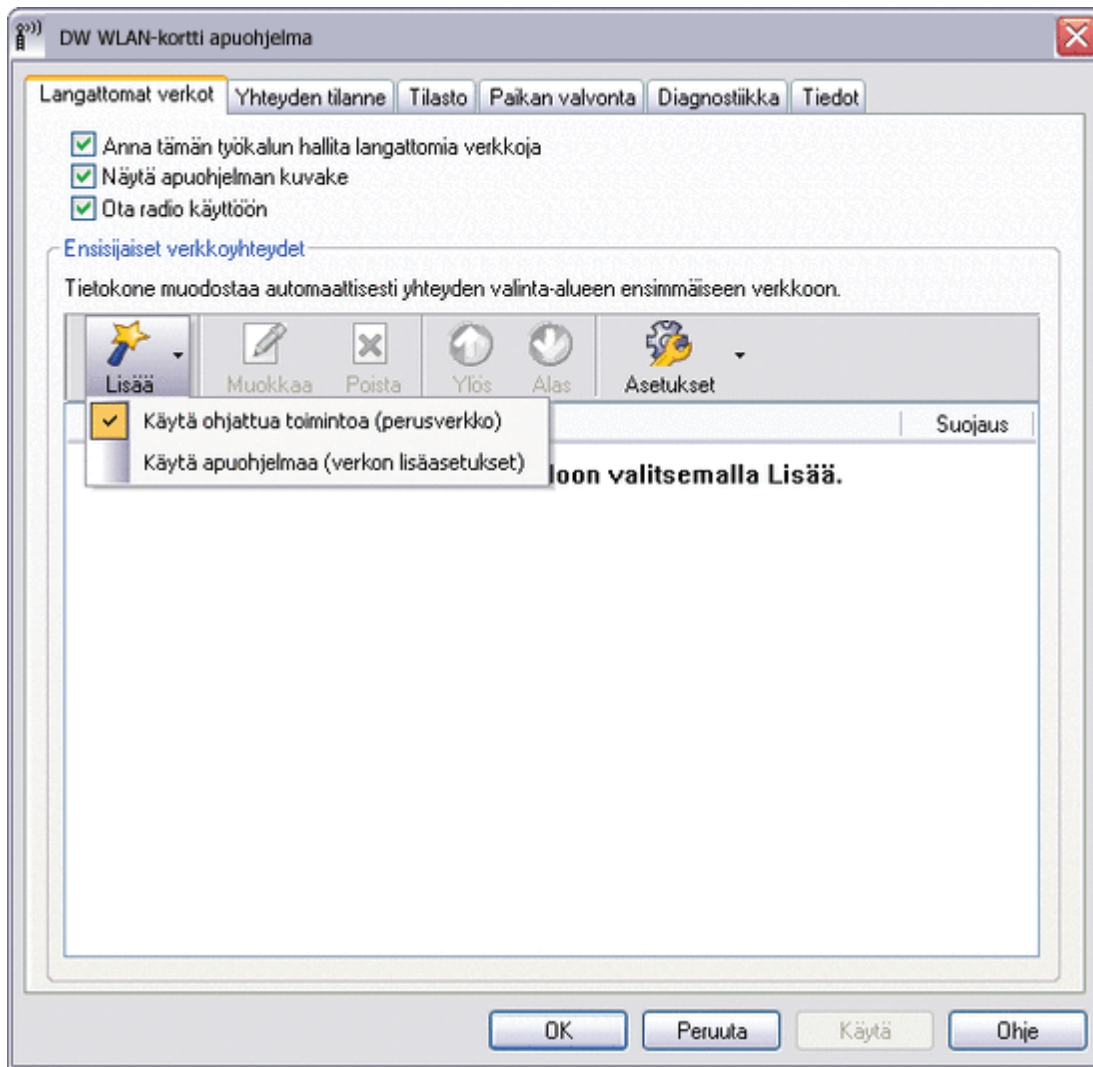 DW WLAN-kortti apuohjelma
Langattomat verkot Yhteyden tilanne Tilasto Paikan valvonta Diagnostiikka Tiedot
Anna tämän työkalun hallita langattomia verkkoja
Näytä apuohjelman kuvake
Ota radio käyttöön
Ensisijaiset verkkoyhteydet
Tietokone muodostaa automaattisesti yhteyden valinta-alueen ensimmäiseen verkkoon.
Lisää Muokkaa Poista Ylös Alas Asetukset
Käytä ohjattua toimintoa (perusverkko) Suojaus
Käytä apuohjelmaa (verkon lisäasetukset)
valitsemalla Lisää.
OK Peruuta Käytä Ohje